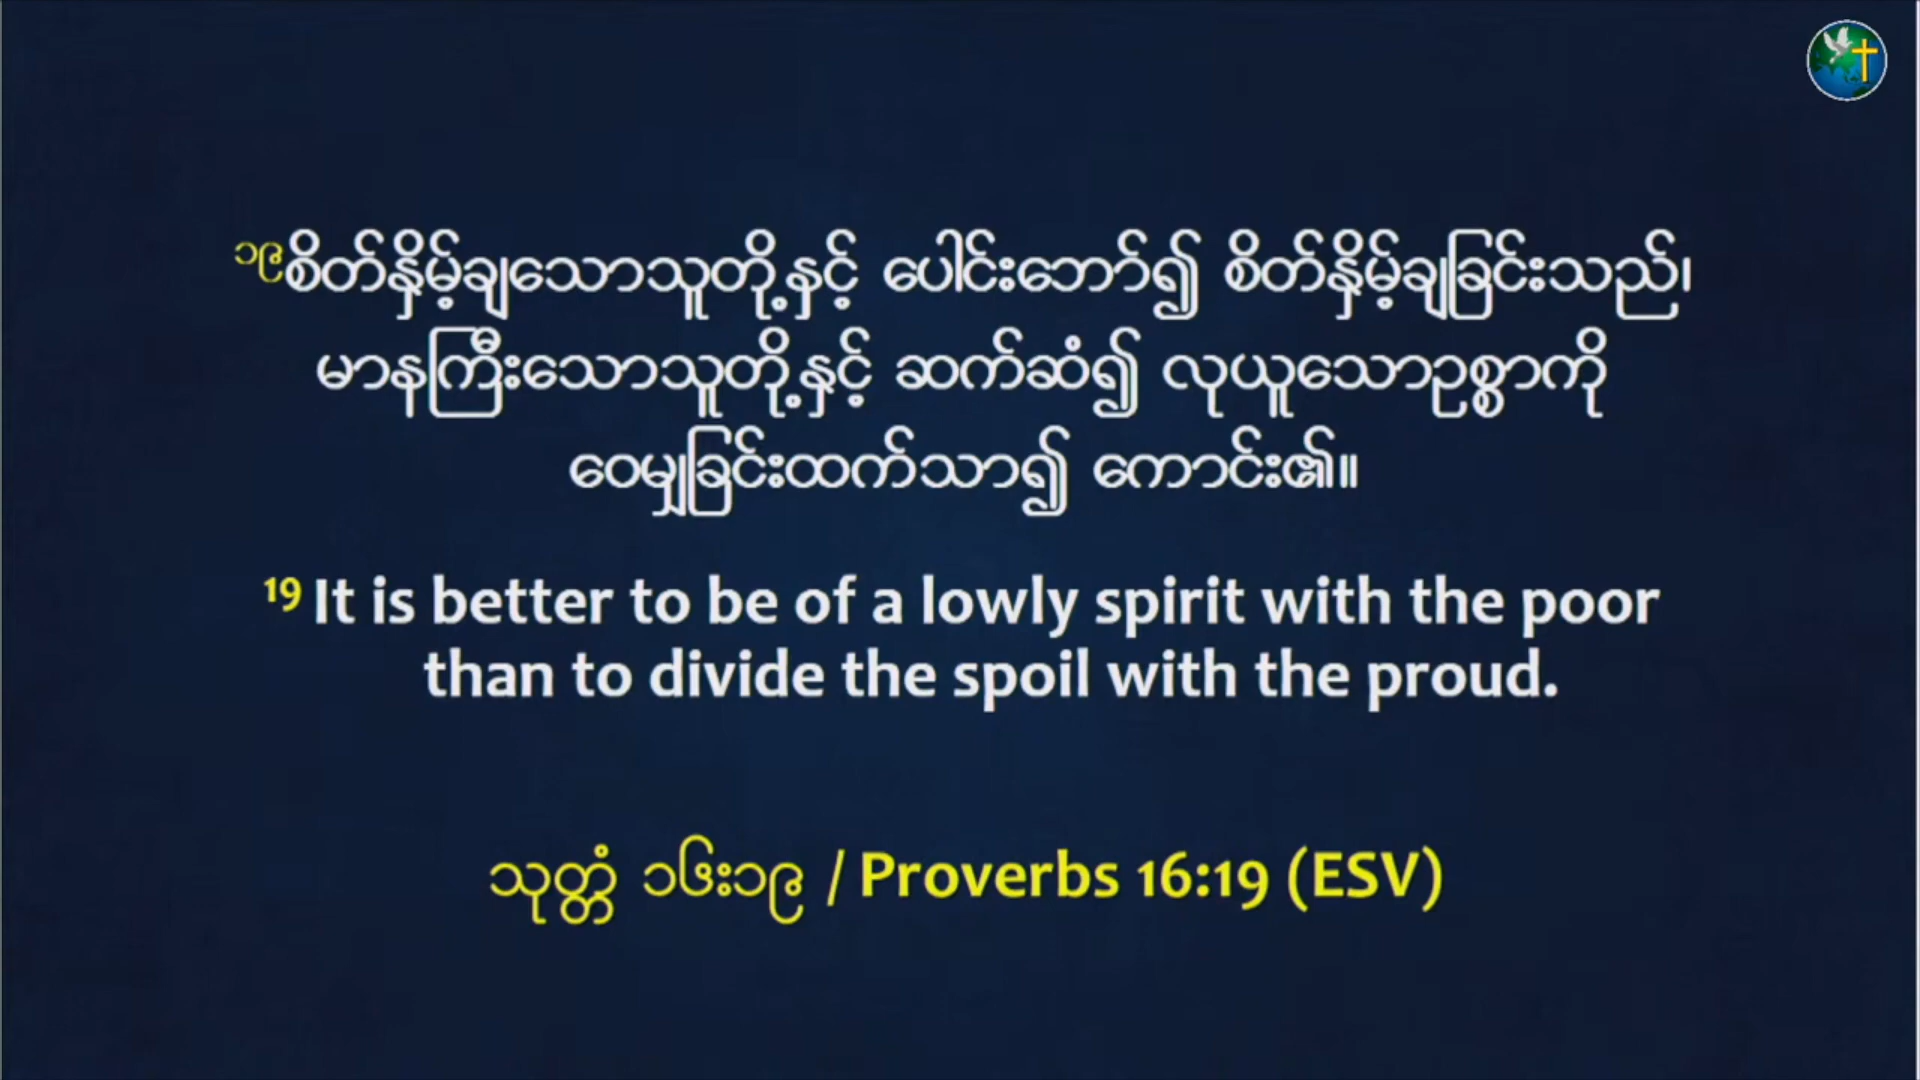 ၁၉စိတ်နှိမ့်ချသောသူတို့နှင့် ပေါင်းဘော်၍ စိတ်နှိမ့်ချခြင်းသည်၊
မာနကြီးသောသူတို့နှင့် ဆက်ဆံ၍ လုယူသောဥစ္စာကို
ဝေမျှခြင်းထက်သာ၍ ကောင်း၏။
19 It is better to be of a lowly spirit with the poor
than to divide the spoil with the proud.
သုတ္တံ ၁၆း၁၉ / Proverbs 16:19 (ESV)